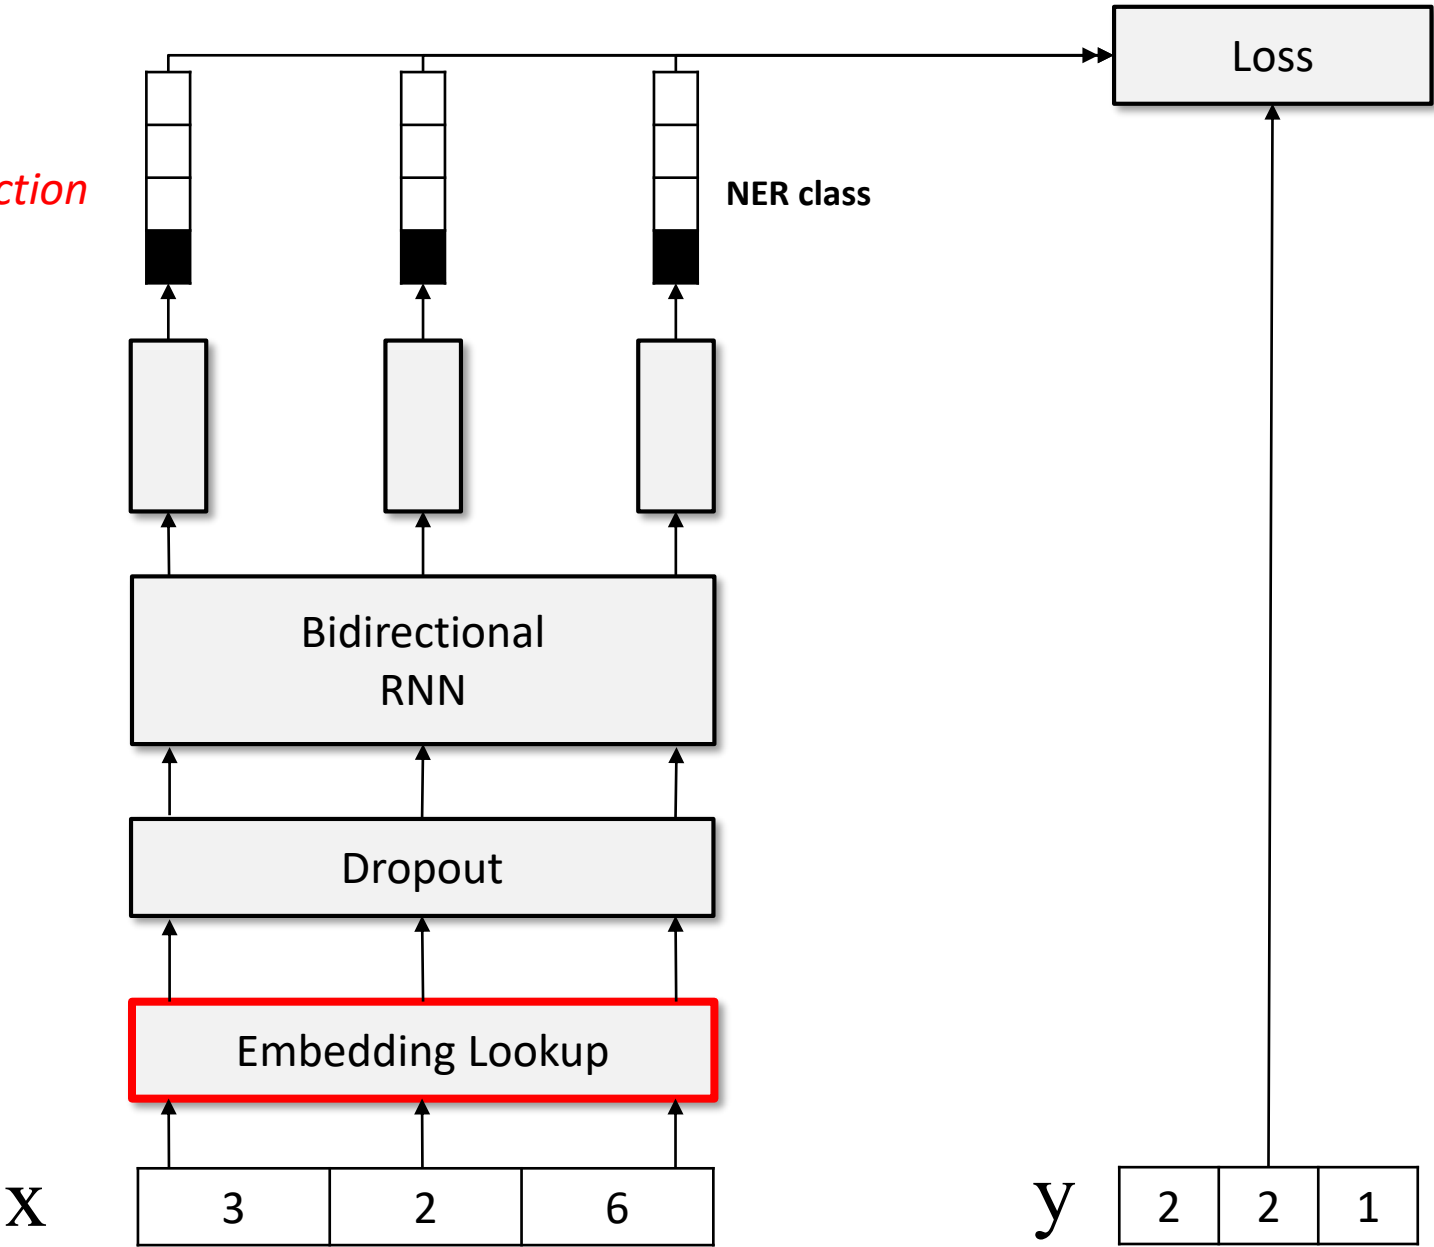 Loss
ction
NER class
Bidirectional
RNN
Dropout
Embedding Lookup
x 3 2 6
y 2 2 1